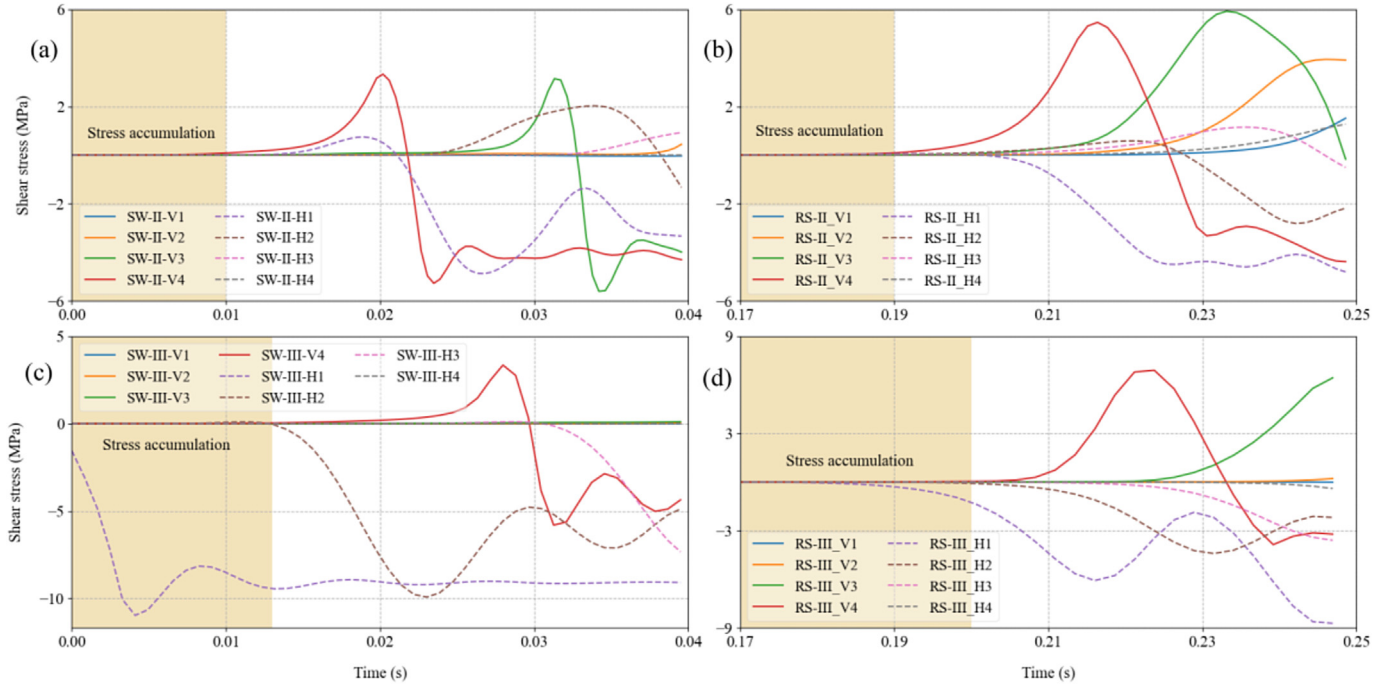 (a)
Shear stress (MPa)
2
−2
−6
Stress accumulation
SW-II-V1 SW-II-H1
SW-II-V2 SW-II-H2
SW-II-V3 SW-II-H3
SW-II-V4 SW-II-H4
0.00 0.01 0.02 0.03 0.04
(b)
6
2
−2
−6
Stress accumulation
RS-II_V1 RS-II_H1
RS-II_V2 RS-II_H2
RS-II_V3 RS-II_H3
RS-II_V4 RS-II_H4
0.17 0.19 0.21 0.23 0.25
(c)
Shear stress (MPa)
5
0
−5
−10
SW-III-V1 SW-III-V4 SW-III-H3
SW-III-V2 SW-III-H1 SW-III-H4
SW-III-V3 SW-III-H2
Stress accumulation
0.00 0.01 0.02 0.03 0.04
Time (s)
(d)
9
3
−3
−9
Stress accumulation
RS-III_V1 RS-III_H1
RS-III_V2 RS-III_H2
RS-III_V3 RS-III_H3
RS-III_V4 RS-III_H4
0.17 0.19 0.21 0.23 0.25
Time (s)